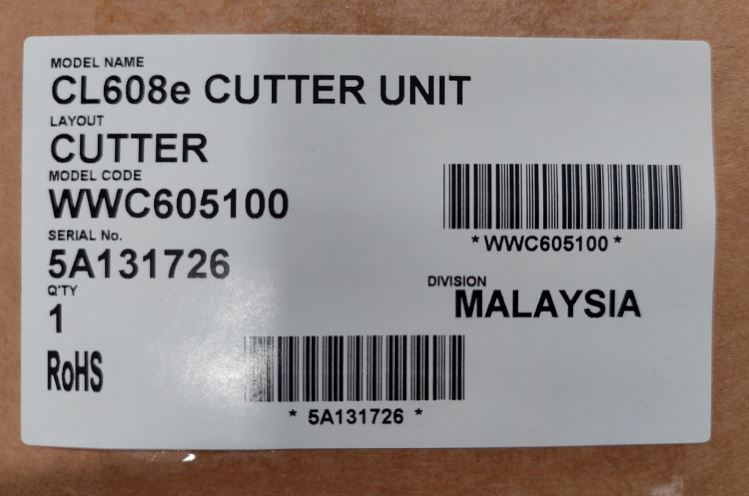 MODEL NAME
CL608e CUTTER UNIT
LAYOUT
CUTTER
MODEL CODE
WWC605100
*WWC605100*
SERIAL No.
5A131726
Q'TY
1
DIVISION
MALAYSIA
RoHS
* 5A131726 *